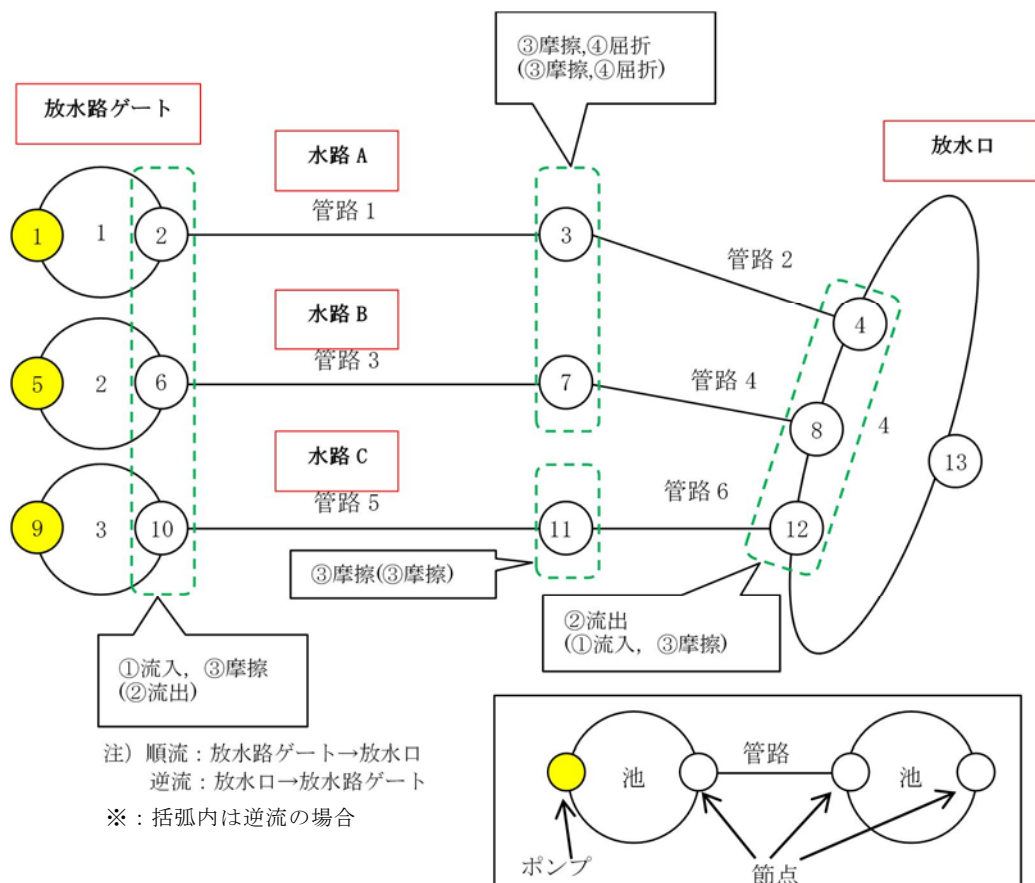 ③摩擦,④屈折
(③摩擦,④屈折)
放水路ゲート
水路 A
放水口
管路 1
1
1
2
3
管路 2
4
水路 B
管路 3
5
2
6
7
管路 4
8
4
水路 C
管路 5
管路 6
13
9
3
10
11
12
③摩擦(③摩擦)
②流出
(①流入，③摩擦)
①流入，③摩擦
(②流出)
注）順流：放水路ゲート→放水口
逆流：放水口→放水路ゲート
※：括弧内は逆流の場合
管路
池
池
ポンプ
節点